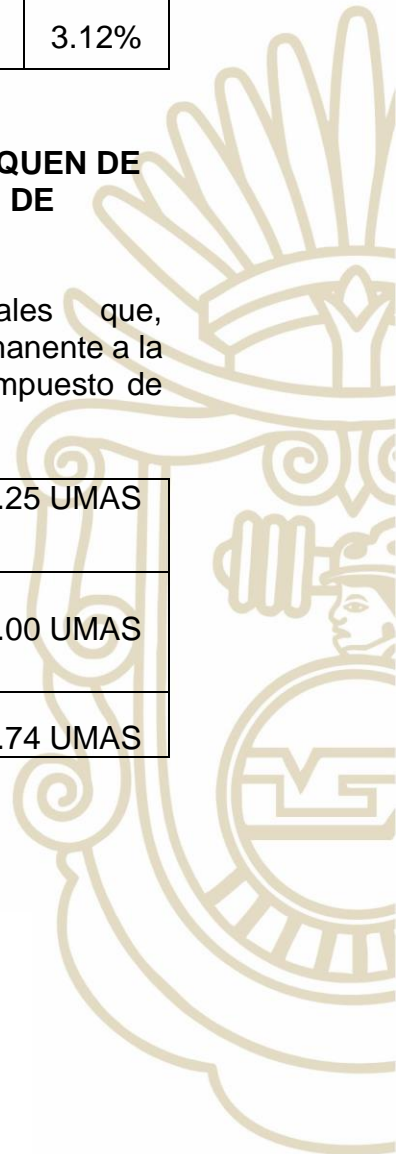 3.12%
QUEN DE
DE
ales que,
manente a la
mpuesto de
.25 UMAS
.00 UMAS
.74 UMAS